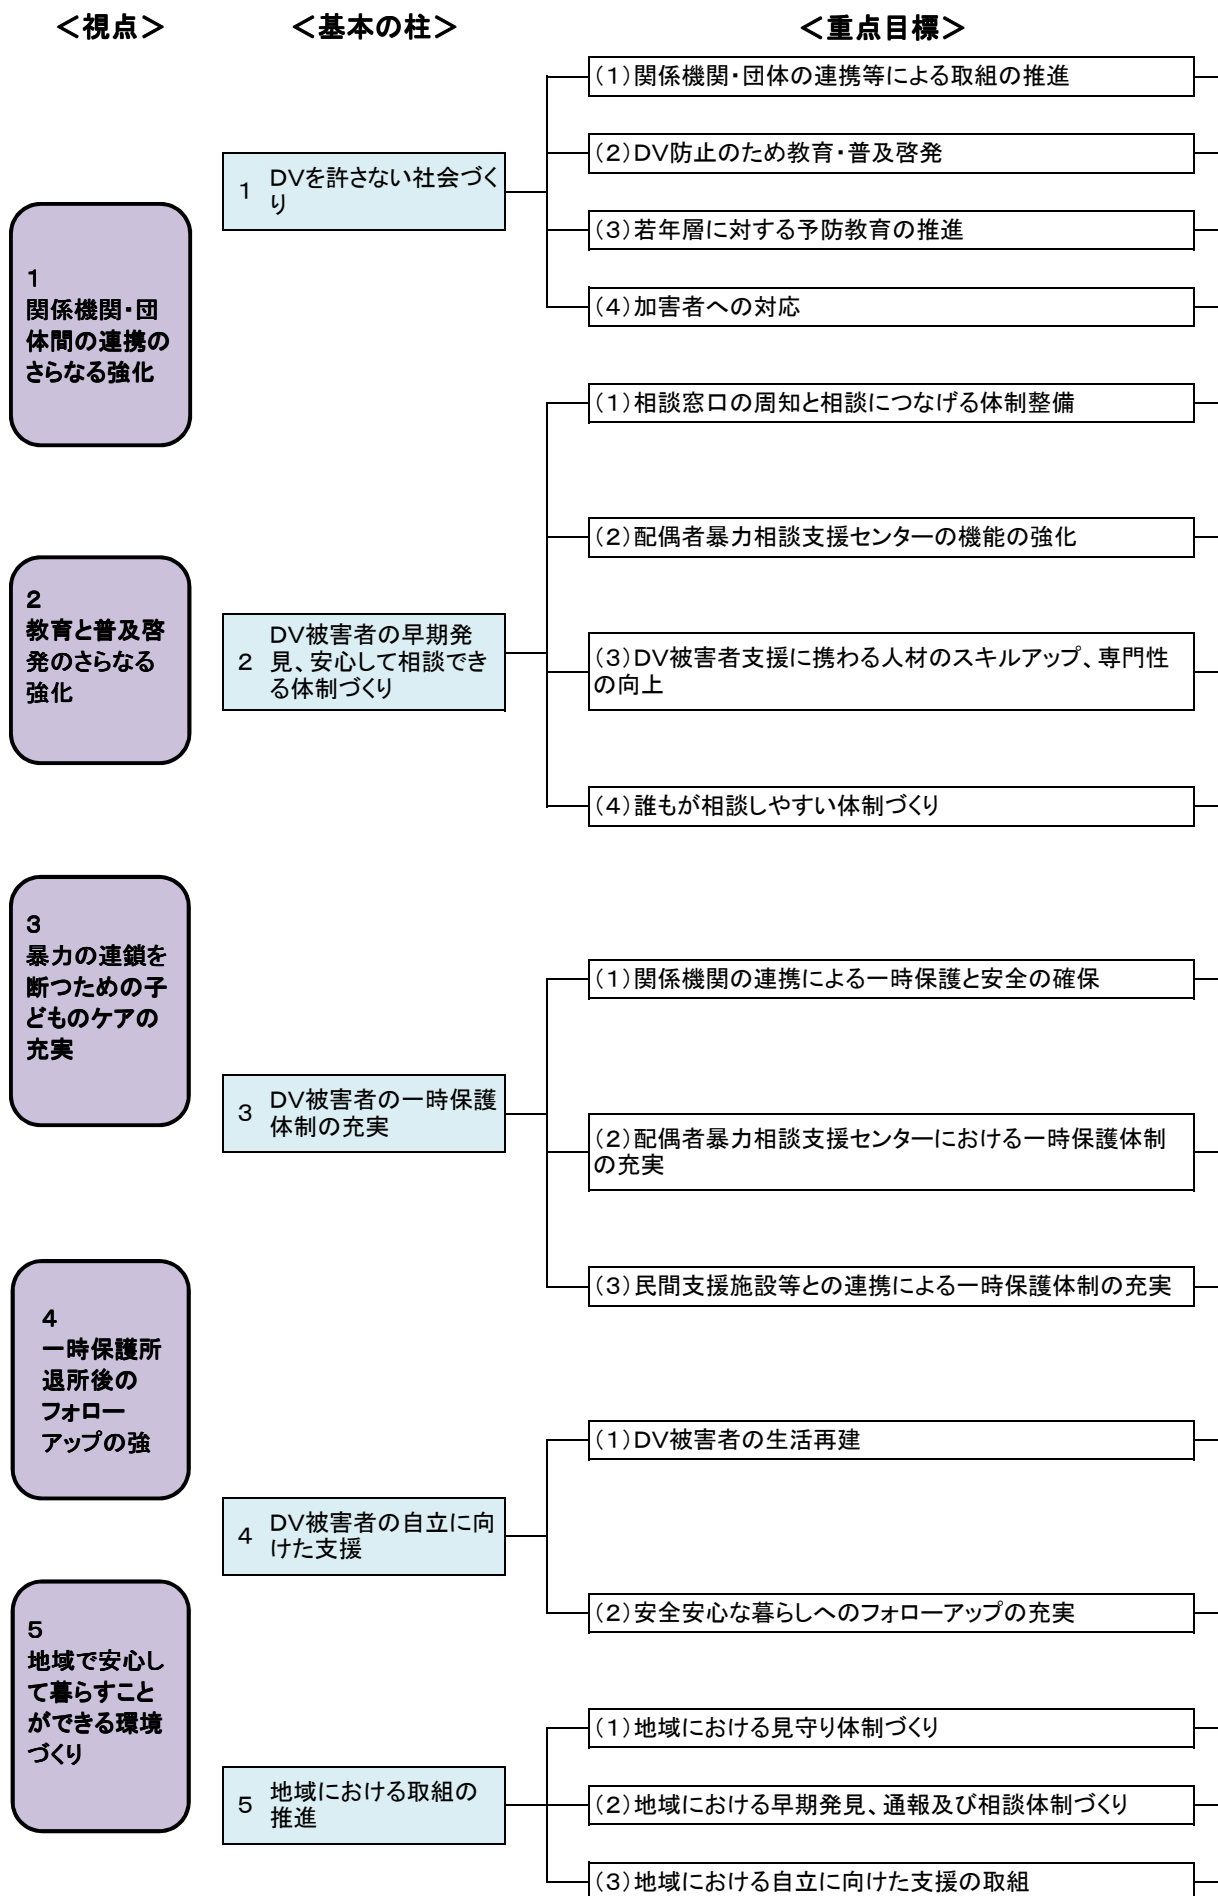 ＜視点＞
＜基本の柱＞
＜重点目標＞
1
関係機関・団
体間の連携の
さらなる強化
2
教育と普及啓
発のさらなる
強化
3
暴力の連鎖を
断つための子
どものケアの
充実
4
一時保護所
退所後の
フォロー
アップの強
5
地域で安心し
て暮らすこと
ができる環境
づくり
1 DVを許さない社会づく
り
(1)関係機関・団体の連携等による取組の推進
(2)DV防止のため教育・普及啓発
(3)若年層に対する予防教育の推進
(4)加害者への対応
2 DV被害者の早期発
見、安心して相談でき
る体制づくり
(1)相談窓口の周知と相談につなげる体制整備
(2)配偶者暴力相談支援センターの機能の強化
(3)DV被害者支援に携わる人材のスキルアップ、専門性
の向上
(4)誰もが相談しやすい体制づくり
3 DV被害者の一時保護
体制の充実
(1)関係機関の連携による一時保護と安全の確保
(2)配偶者暴力相談支援センターにおける一時保護体制
の充実
(3)民間支援施設等との連携による一時保護体制の充実
4 DV被害者の自立に向
けた支援
(1)DV被害者の生活再建
(2)安全安心な暮らしへのフォローアップの充実
5 地域における取組の
推進
(1)地域における見守り体制づくり
(2)地域における早期発見、通報及び相談体制づくり
(3)地域における自立に向けた支援の取組